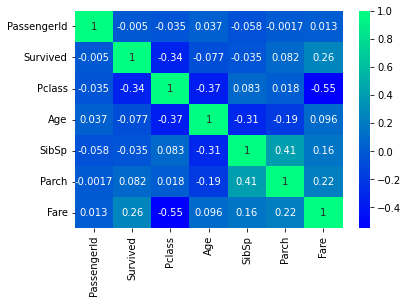 PassengerId 1 -0.005 -0.035 0.037 -0.058 -0.0017 0.013
Survived -0.005 1 -0.34 -0.077 -0.035 0.082 0.26
Pclass -0.035 -0.34 1 -0.37 0.083 0.018 -0.55
Age 0.037 -0.077 -0.37 1 -0.31 -0.19 0.096
SibSp -0.058 -0.035 0.083 -0.31 1 0.41 0.16
Parch -0.0017 0.082 0.018 -0.19 0.41 1 0.22
Fare 0.013 0.26 -0.55 0.096 0.16 0.22 1
PassengerId Survived Pclass Age SibSp Parch Fare
1.0
0.8
0.6
0.4
0.2
0.0
−0.2
−0.4